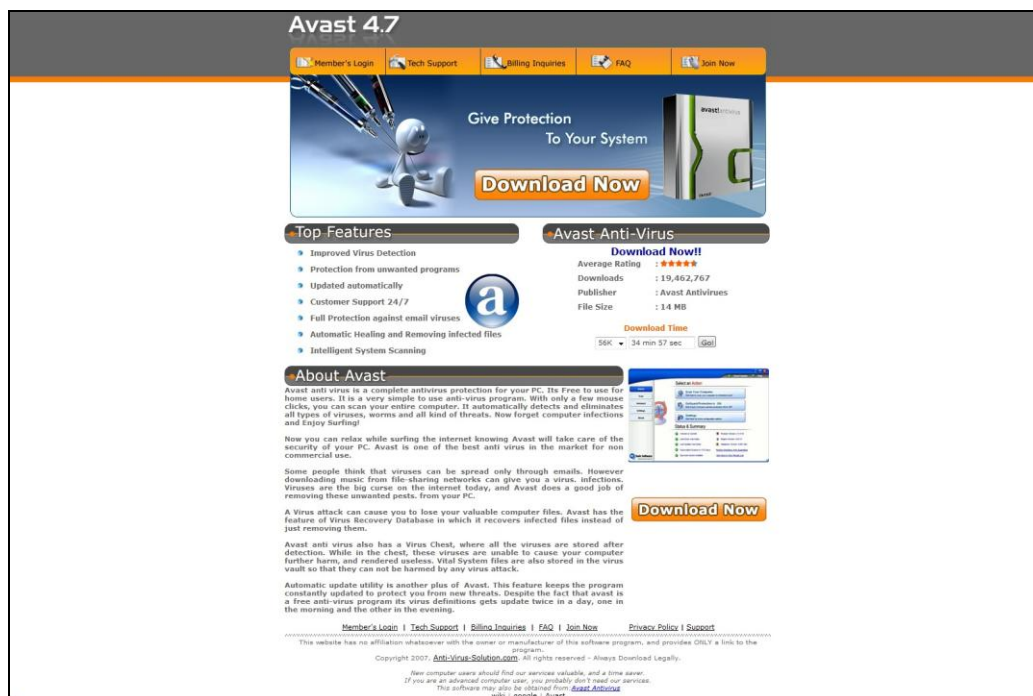 Avast 4.7
Member's Login
Tech Support
Billing Inquiries
FAQ
Join Now
Give Protection
To Your System
avast!antivirus
Download Now
Top Features
Improved Virus Detection
Protection from unwanted programs
Updated automatically
Customer Support 24/7
Full Protection against email viruses
Automatic Healing and Removing infected files
Intelligent System Scanning
a
Avast Anti-Virus
Download Now!!
Average Rating :
Downloads : 19,462,767
Publisher : Avast Antivirues
File Size : 14 MB
Download Time
56K 34 min 57 sec Go!
About Avast
Avast anti virus is a complete antivirus protection for your PC. Its Free to use for
home users. It is a very simple to use anti-virus program. With only a few mouse
clicks, you can scan your entire computer. It automatically detects and eliminates
all types of viruses, worms and all kind of threats. Now forget computer infections
and Enjoy Surfing!
Now you can relax while surfing the internet knowing Avast will take care of the
security of your PC. Avast is one of the best anti virus in the market for non
commercial use.
Some people think that viruses can be spread only through emails. However
downloading music from file-sharing networks can give you a virus. infections.
Viruses are the big curse on the internet today, and Avast does a good job of
removing these unwanted pests. from your PC.
A Virus attack can cause you to lose your valuable computer files. Avast has the
feature of Virus Recovery Database in which it recovers infected files instead of
just removing them.
Avast anti virus also has a Virus Chest, where all the viruses are stored after
detection. While in the chest, these viruses are unable to cause your computer
further harm, and rendered useless. Vital System files are also stored in the virus
vault so that they can not be harmed by any virus attack.
Automatic update utility is another plus of Avast. This feature keeps the program
constantly updated to protect you from new threats. Despite the fact that avast is
a free anti-virus program its virus definitions gets update twice in a day, one in
the morning and the other in the evening.
Select an Action
Status & Summary
Download Now
Member's Login | Tech Support | Billing Inquiries | FAQ | Join Now Privacy Policy | Support
This website has no affiliation whatsoever with the owner or manufacturer of this software program, and provides ONLY a link to the
program.
Copyright 2007, Anti-Virus-Solution.com. All rights reserved - Always Download Legally.
New computer users should find our services valuable, and a time saver.
If you are an advanced computer user, you probably don't need our services.
This software may also be obtained from: Avast Antivirus
wiki | google | Avast